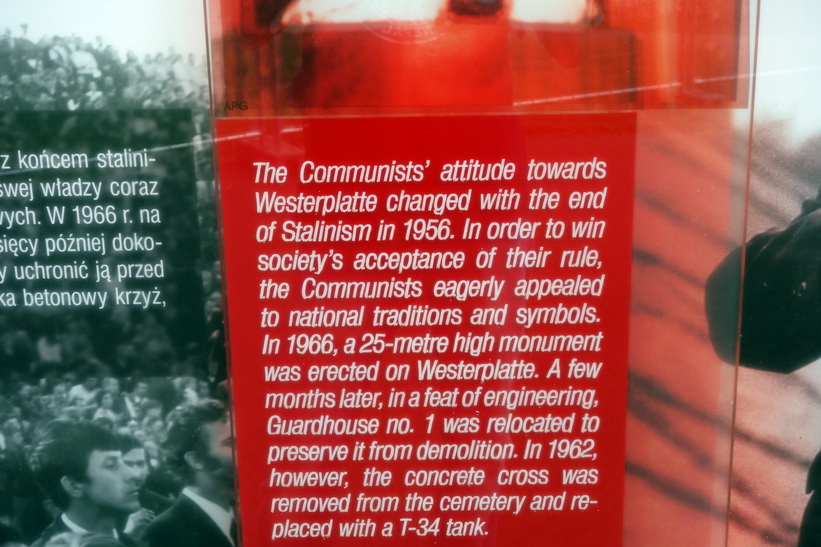 APG
z końcem stalini-
swej władzy coraz
ych. W 1966 r. na
sięcy później doko-
y uchronić ją przed
ka betonowy krzyż,
The Communists' attitude towards
Westerplatte changed with the end
of Stalinism in 1956. In order to win
society's acceptance of their rule,
the Communists eagerly appealed
to national traditions and symbols.
In 1966, a 25-metre high monument
was erected on Westerplatte. A few
months later, in a feat of engineering,
Guardhouse no. 1 was relocated to
preserve it from demolition. In 1962,
however, the concrete cross was
removed from the cemetery and re-
placed with a T-34 tank.